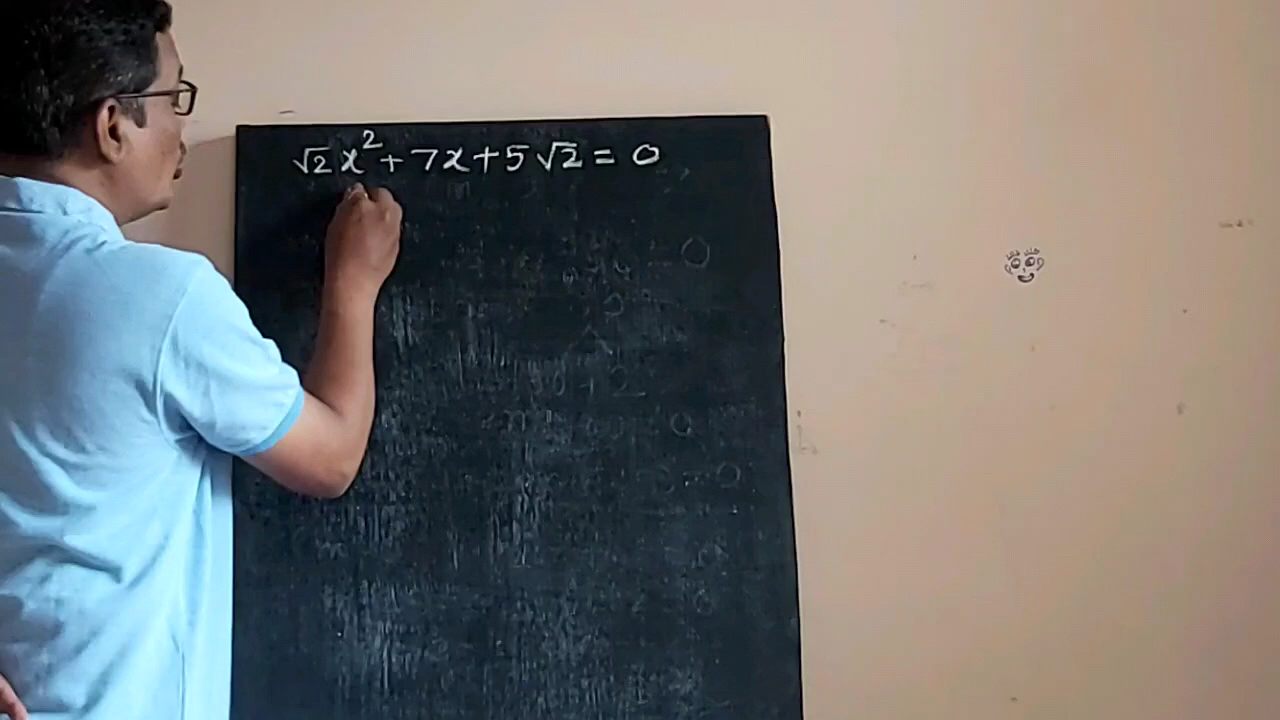 √2x² + 7x + 5√2 = 0